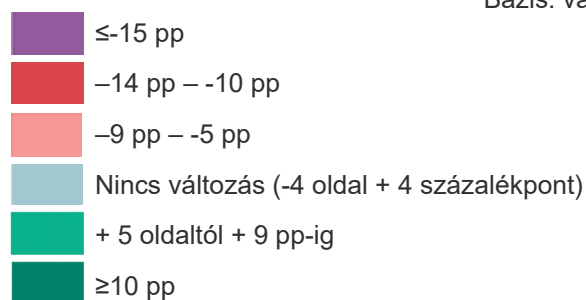 Bázis: vá
≤-15 pp
–14 pp – -10 pp
–9 pp – -5 pp
Nincs változás (-4 oldal + 4 százalékpont)
+ 5 oldaltól + 9 pp-ig
≥10 pp